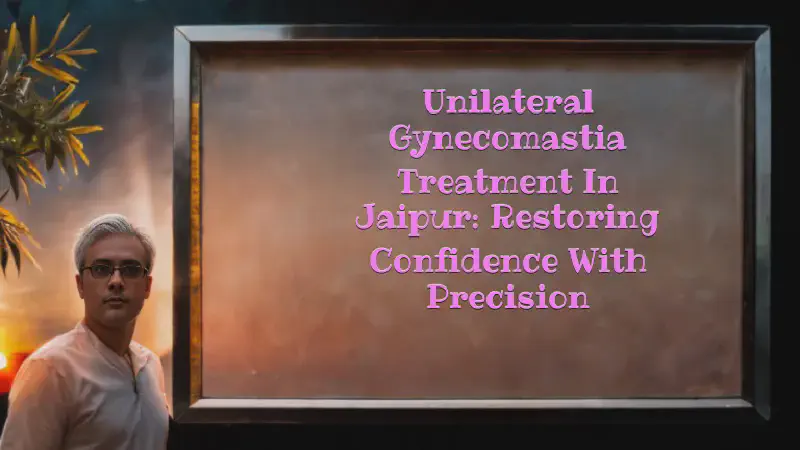 Unilateral
Gynecomastia
Treatment In
Jaipur: Restoring
Confidence With
Precision